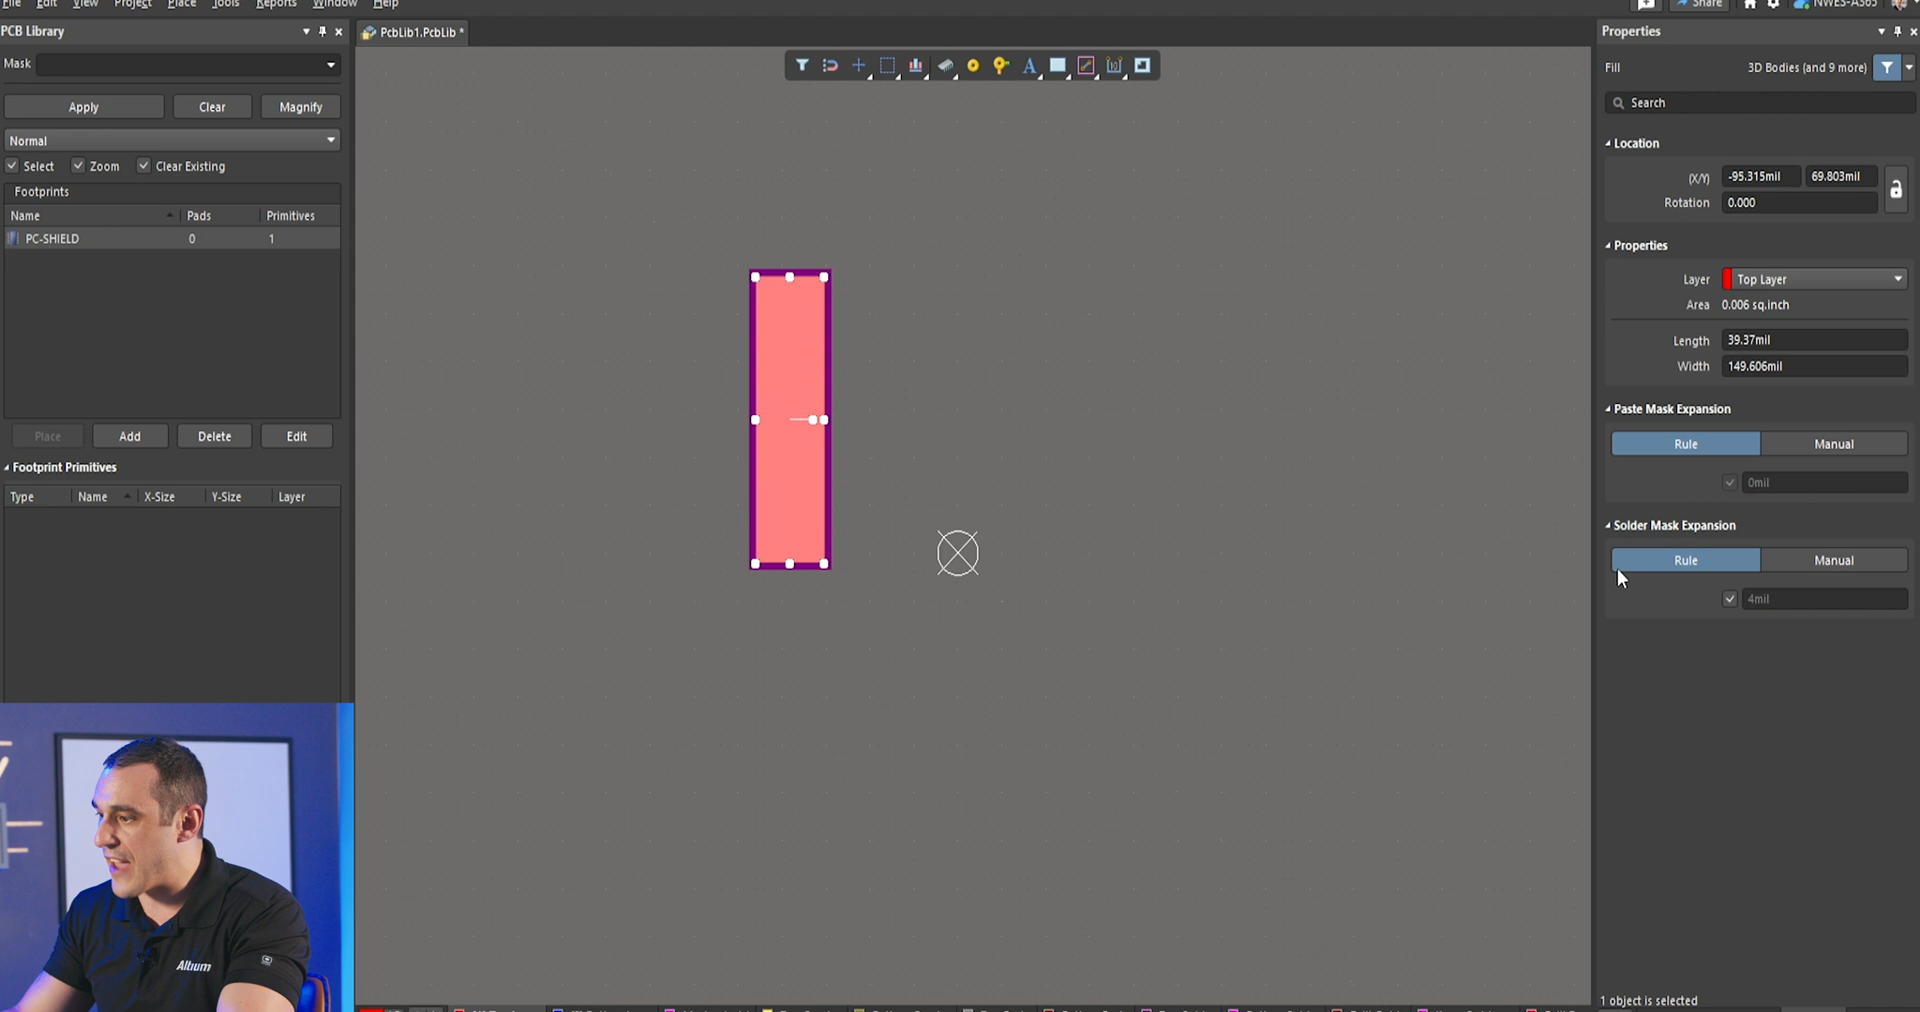 File Edit View Project Place Tools Reports Window Help
Share NWES-A365
PCB Library
PcbLib1.PcbLib *
Properties
Mask
Fill 3D Bodies (and 9 more)
Apply Clear Magnify
Search
Normal
Location
Select Zoom Clear Existing
(X/Y) -95.315mil 69.803mil
Footprints
Rotation 0.000
Name Pads Primitives
PC-SHIELD 0 1
Properties
Layer Top Layer
Area 0.006 sq.inch
Length 39.37mil
Width 149.606mil
Paste Mask Expansion
Place Add Delete Edit
Rule Manual
Footprint Primitives
0mil
Type Name X-Size Y-Size Layer
Solder Mask Expansion
Rule Manual
4mil
Altium
1 object is selected